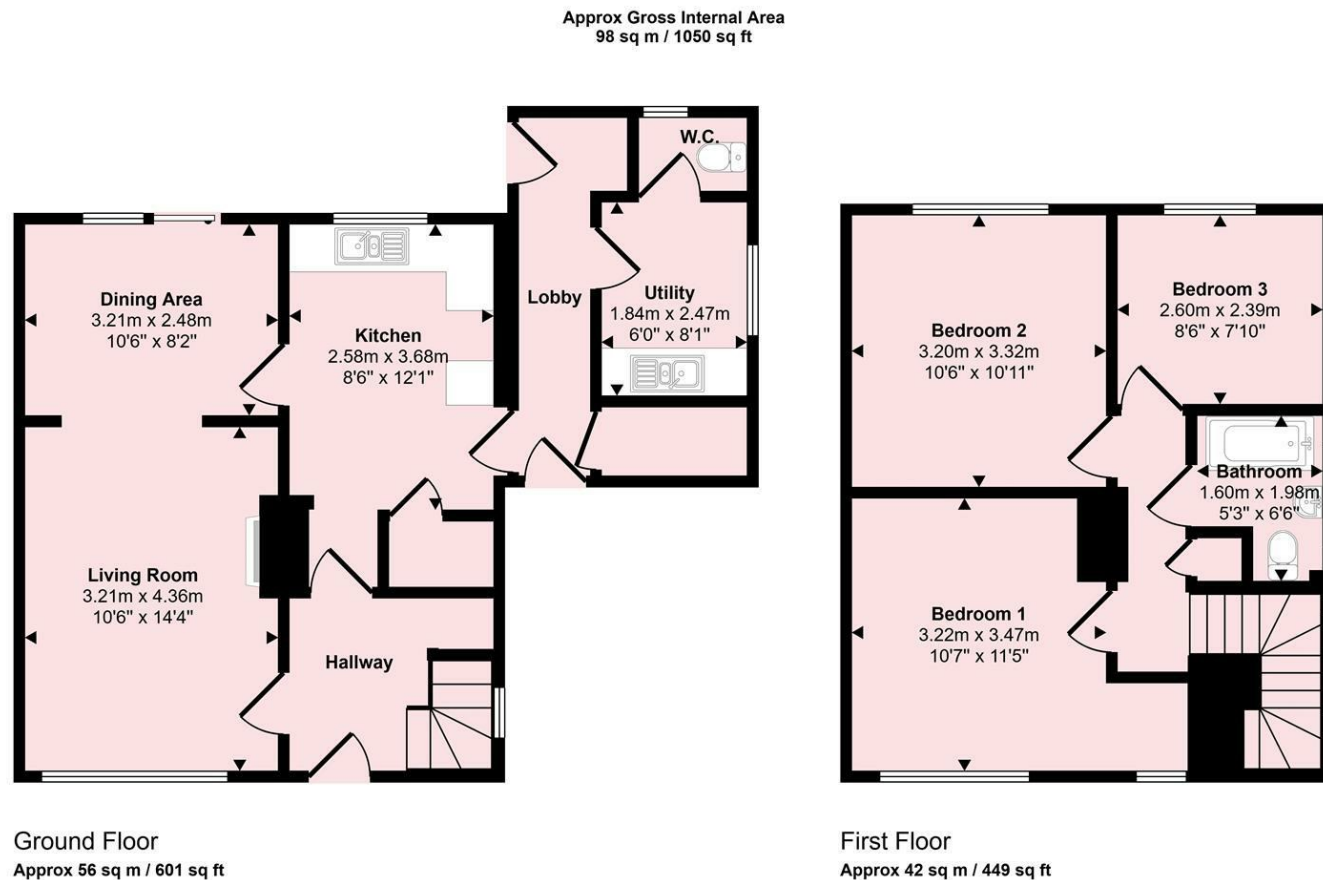 Approx Gross Internal Area
98 sq m / 1050 sq ft
W.C.
Dining Area
3.21m x 2.48m
10'6" x 8'2"
Kitchen
2.58m x 3.68m
8'6" x 12'1"
Lobby
Utility
1.84m x 2.47m
6'0" x 8'1"
Living Room
3.21m x 4.36m
10'6" x 14'4"
Hallway
Bedroom 2
3.20m x 3.32m
10'6" x 10'11"
Bedroom 3
2.60m x 2.39m
8'6" x 7'10"
Bathroom
1.60m x 1.98m
5'3" x 6'6"
Bedroom 1
3.22m x 3.47m
10'7" x 11'5"
Ground Floor
Approx 56 sq m / 601 sq ft
First Floor
Approx 42 sq m / 449 sq ft